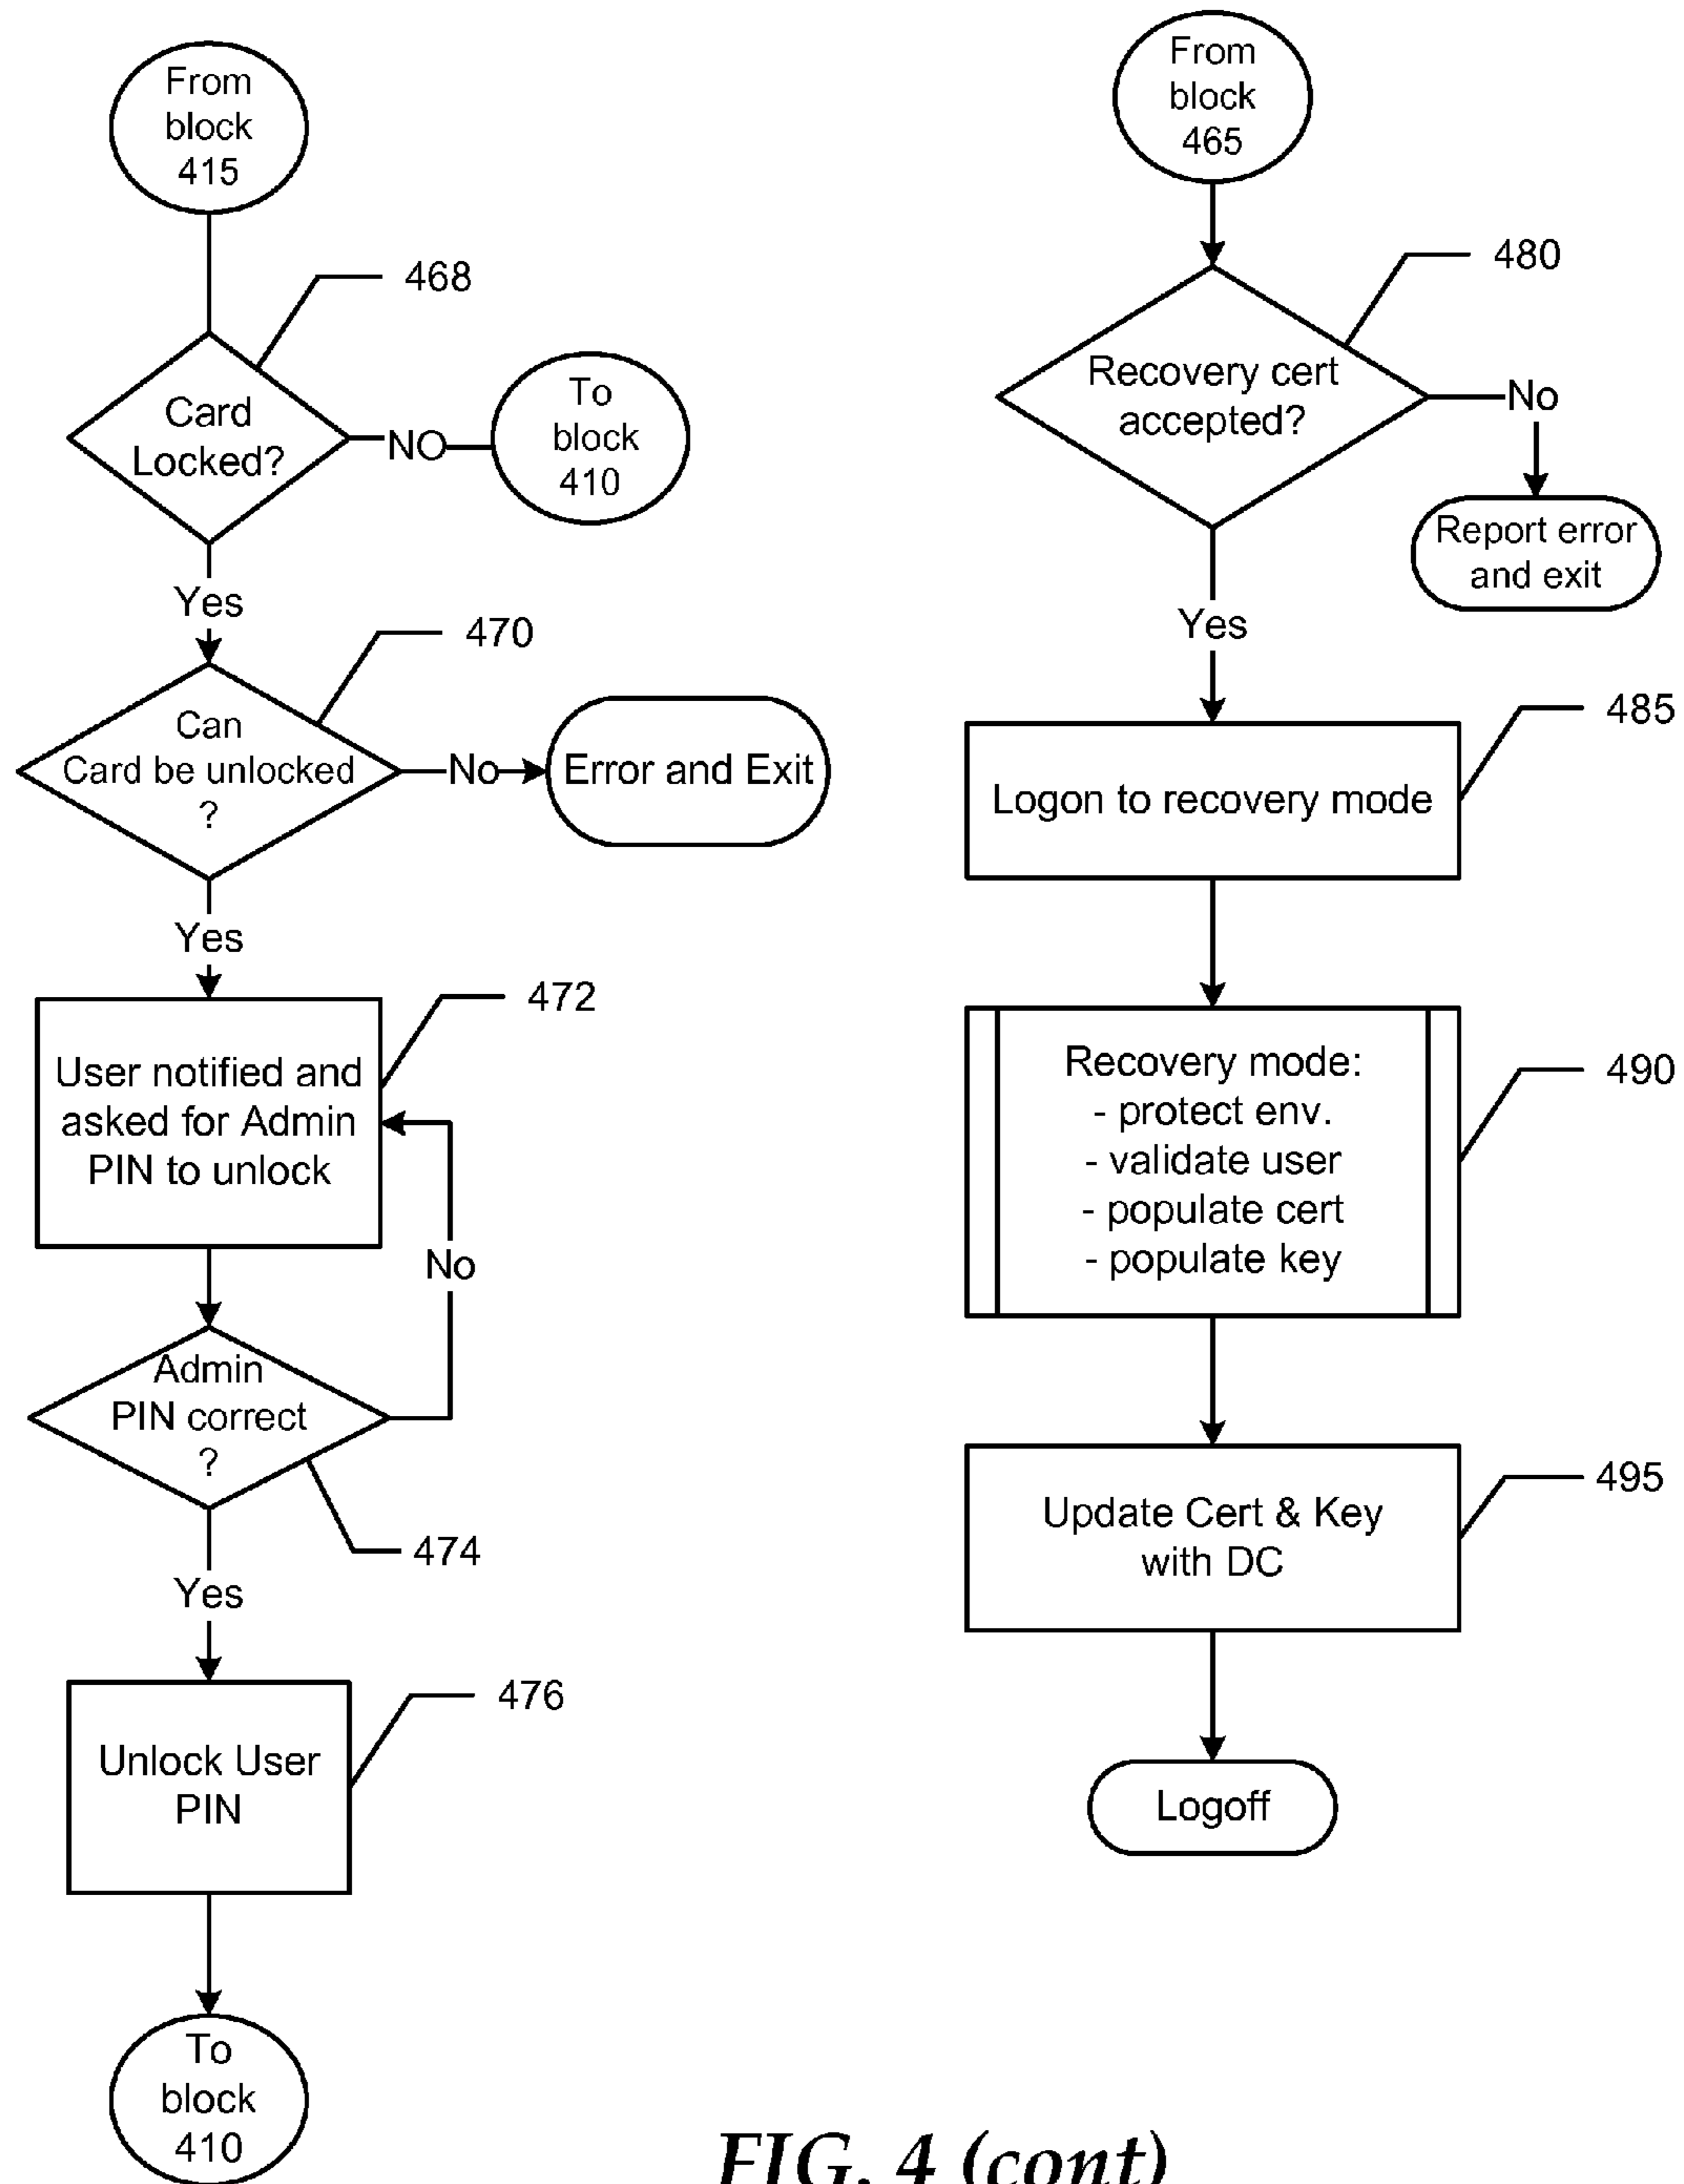 From
block
415
468
Card
Locked?
NO
To
block
410
Yes
470
Can
Card be unlocked
?
No
Error and Exit
Yes
472
User notified and
asked for Admin
PIN to unlock
No
Admin
PIN correct
?
474
Yes
476
Unlock User
PIN
To
block
410
From
block
465
480
Recovery cert
accepted?
No
Report error
and exit
Yes
485
Logon to recovery mode
490
Recovery mode:
- protect env.
- validate user
- populate cert
- populate key
495
Update Cert & Key
with DC
Logoff
FIG. 4 (cont)